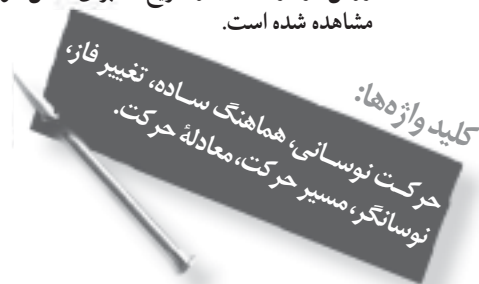 مشاهده شده است.
کلید واژه‌ها:
حرکت نوسانی، هماهنگ ساده، تغییر فاز،
نوسانگر، مسیر حرکت، معادلهٔ حرکت.